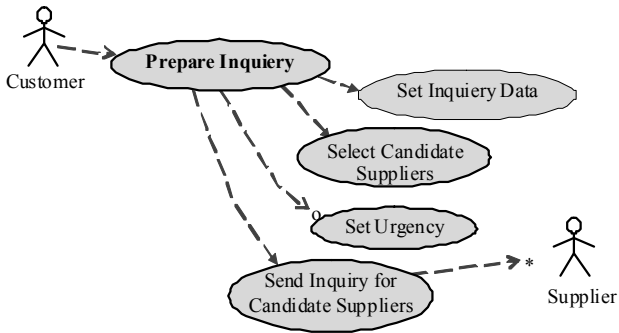 Prepare Inquiery
Customer
Set Inquiery Data
Select Candidate
Suppliers
o
Set Urgency
Send Inquiry for
Candidate Suppliers
*
Supplier